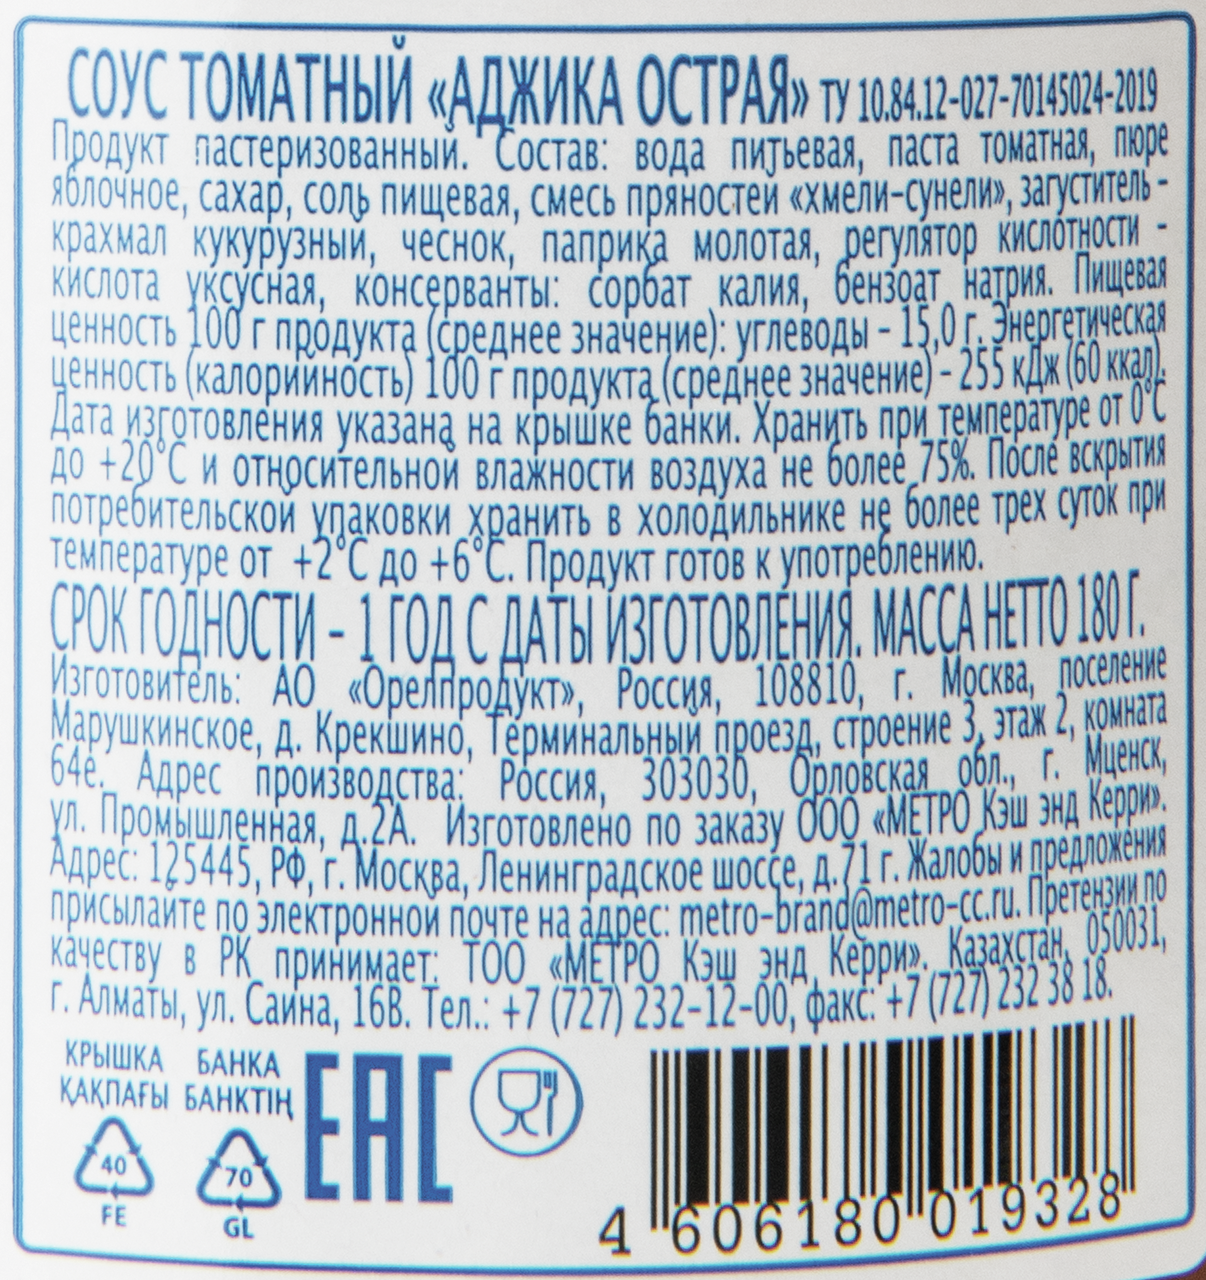 СОУС ТОМАТНЫЙ «АДЖИКА ОСТРАЯ» ТУ 10.84.12-027-70145024-2019
Продукт пастеризованный. Состав: вода питьевая, паста томатная, пюре
яблочное, сахар, соль пищевая, смесь пряностей «хмели-сунели», загуститель -
крахмал кукурузный, чеснок, паприка молотая, регулятор кислотности -
кислота уксусная, консерванты: сорбат калия, бензоат натрия. Пищевая
ценность 100 г продукта (среднее значение): углеводы - 15,0 г. Энергетическая
ценность (калорийность) 100 г продукта (среднее значение) - 255 кДж (60 ккал).
Дата изготовления указана на крышке банки. Хранить при температуре от 0°С
до +20°С и относительной влажности воздуха не более 75%. После вскрытия
потребительской упаковки хранить в холодильнике не более трех суток при
температуре от +2°С до +6°С. Продукт готов к употреблению.
СРОК ГОДНОСТИ - 1 ГОД С ДАТЫ ИЗГОТОВЛЕНИЯ. МАССА НЕТТО 180 Г.
Изготовитель: АО «Орелпродукт», Россия, 108810, г. Москва, поселение
Марушкинское, д. Крекшино, Терминальный проезд, строение 3, этаж 2, комната
64е. Адрес производства: Россия, 303030, Орловская обл., г. Мценск,
ул. Промышленная, д.2А. Изготовлено по заказу ООО «МЕТРО Кэш энд Керри».
Адрес: 125445, РФ, г. Москва, Ленинградское шоссе, д.71 г. Жалобы и предложения
присылайте по электронной почте на адрес: metro-brand@metro-cc.ru. Претензии по
качеству в РК принимает: ТОО «МЕТРО Кэш энд Керри». Казахстан, 050031,
г. Алматы, ул. Саина, 16В. Тел.: +7 (727) 232-12-00, факс: +7 (727) 232 38 18.
КРЫШКА БАНКА
ҚАҚПАҒЫ БАНКТІҢ
EAC
40 70
FE GL
4 606180 019328